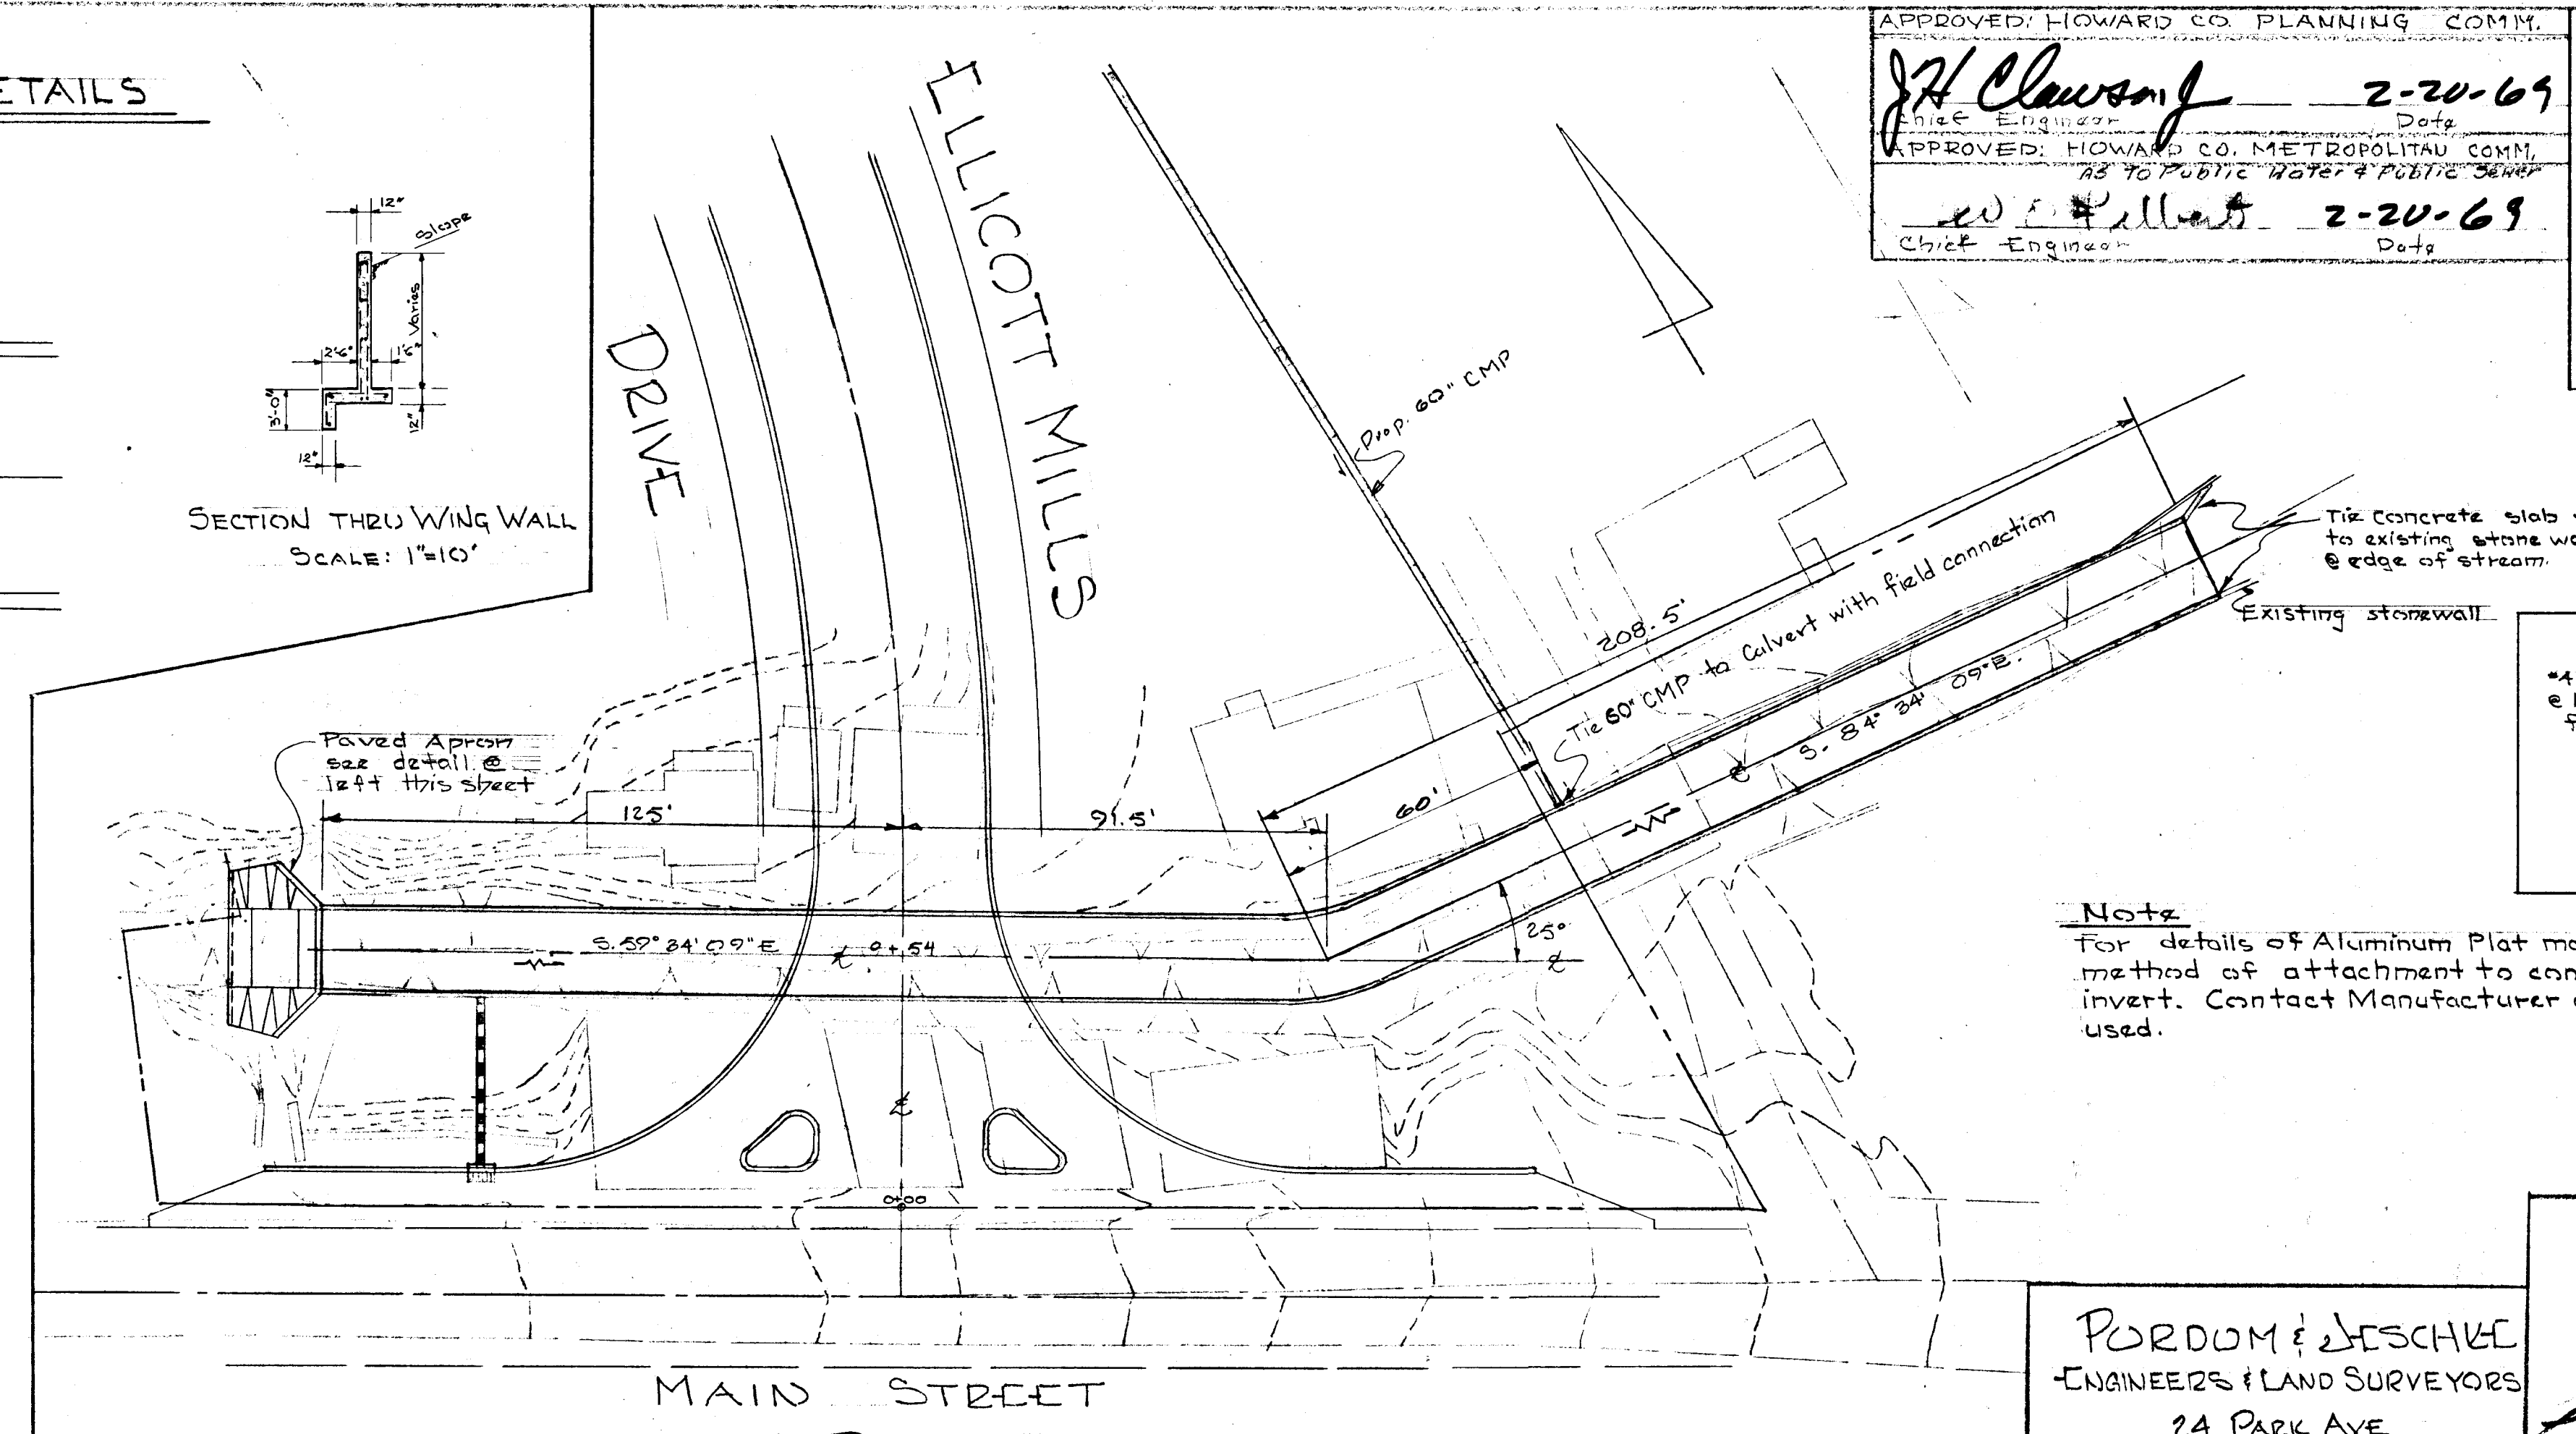 ETAILS
12"
Slope
Varies
2'6"
1'6"
3'-0"
12"
12"
SECTION THRU WING WALL
SCALE: 1"=10'
APPROVED: HOWARD CO. PLANNING COMM.
JH Clawson Jr 2-20-69
Chief Engineer Date
APPROVED: HOWARD CO. METROPOLITAN COMM.
AS TO Public Water & Public Sewer
2-20-69
Chief Engineer Date
ELLICOTT MILLS
DRIVE
Prop. 60" CMP
208.5'
Tie 60" CMP to Culvert with field connection
Tie Concrete slab
to existing stone
@ edge of stream.
Existing stonewall
S. 84° 34' 09" E.
60'
Paved Apron
see detail @
left this sheet
125'
91.5'
S. 59° 34' 09" E
0+54
25°
Note
For details of Aluminum Plat
method of attachment to
invert. Contact Manufacturer
used.
0+00
MAIN STREET
PURDUM & JESCHKE
ENGINEERS & LAND SURVEYORS
24 PARK AVE